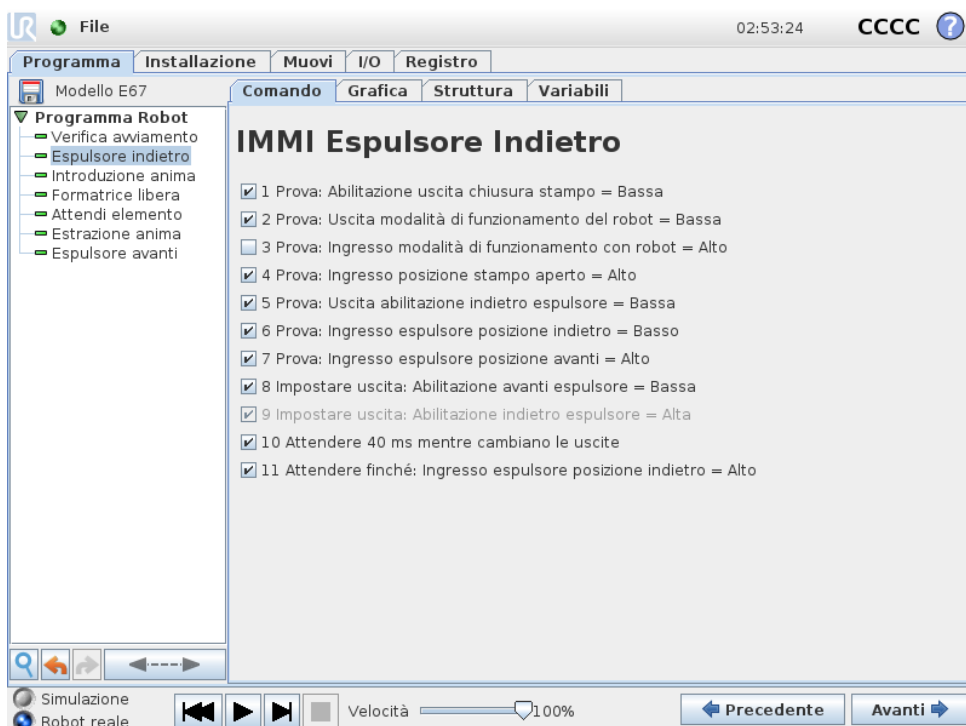 UR File 02:53:24 CCCC ?
Programma Installazione Muovi I/O Registro
Modello E67
Comando Grafica Struttura Variabili
Programma Robot
Verifica avviamento
Espulsore indietro
Introduzione anima
Formatrice libera
Attendi elemento
Estrazione anima
Espulsore avanti
IMMI Espulsore Indietro
1 Prova: Abilitazione uscita chiusura stampo = Bassa
2 Prova: Uscita modalità di funzionamento del robot = Bassa
3 Prova: Ingresso modalità di funzionamento con robot = Alto
4 Prova: Ingresso posizione stampo aperto = Alto
5 Prova: Uscita abilitazione indietro espulsore = Bassa
6 Prova: Ingresso espulsore posizione indietro = Basso
7 Prova: Ingresso espulsore posizione avanti = Alto
8 Impostare uscita: Abilitazione avanti espulsore = Bassa
9 Impostare uscita: Abilitazione indietro espulsore = Alta
10 Attendere 40 ms mentre cambiano le uscite
11 Attendere finché: Ingresso espulsore posizione indietro = Alto
Simulazione
Robot reale
Velocità 100%
Precedente Avanti